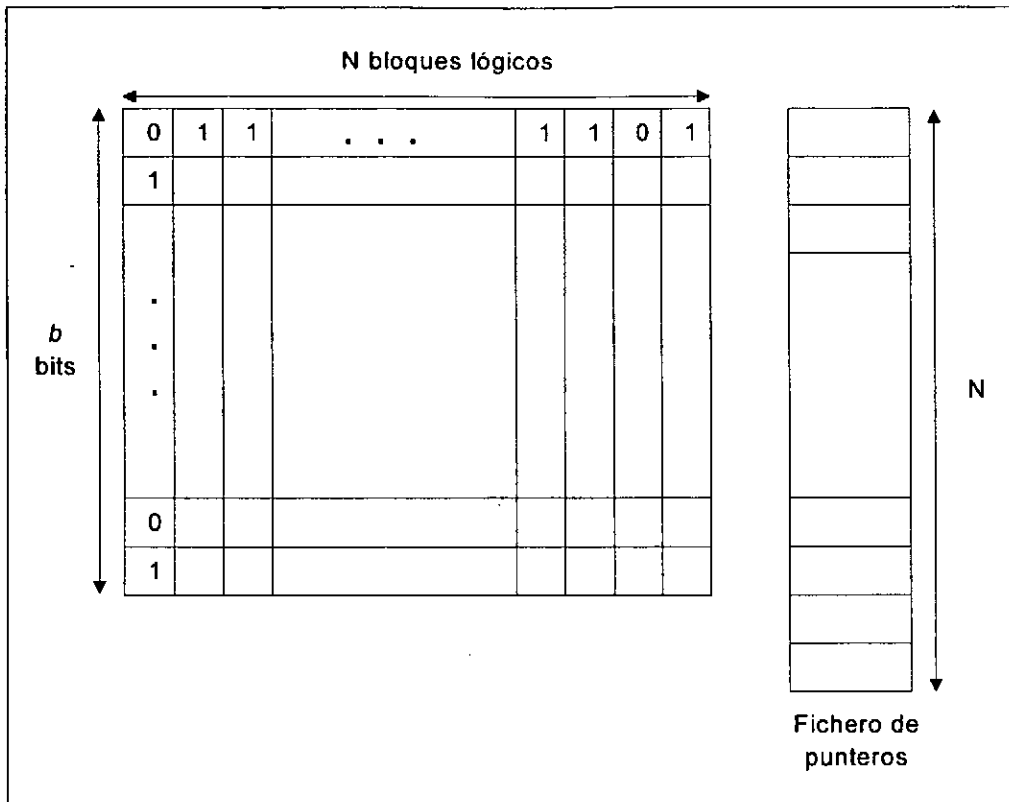 N bloques lógicos
0 1 1 . . . 1 1 0 1
1
.
.
.
b
bits
N
0
1
Fichero de
punteros